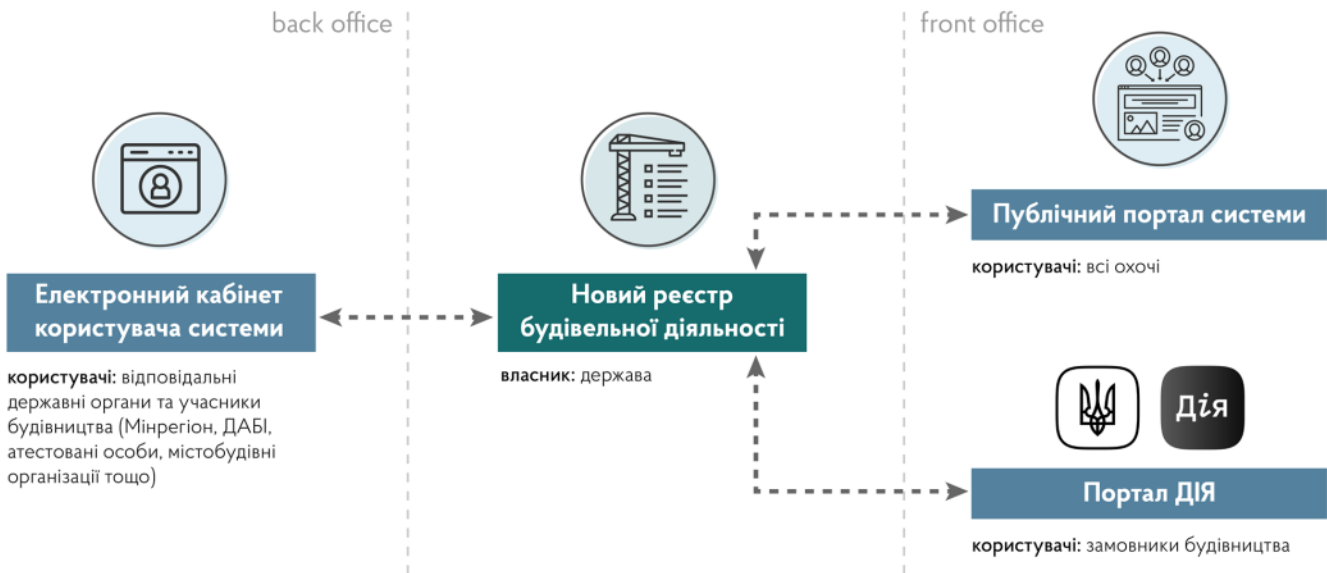 back office
front office
Електронний кабінет
користувача системи
користувачі: відповідальні
державні органи та учасники
будівництва (Мінрегіон, ДАБІ,
атестовані особи, містобудівні
організації тощо)
Новий реєстр
будівельної діяльності
власник: держава
Публічний портал системи
користувачі: всі охочі
Дія
Портал ДІЯ
користувачі: замовники будівництва